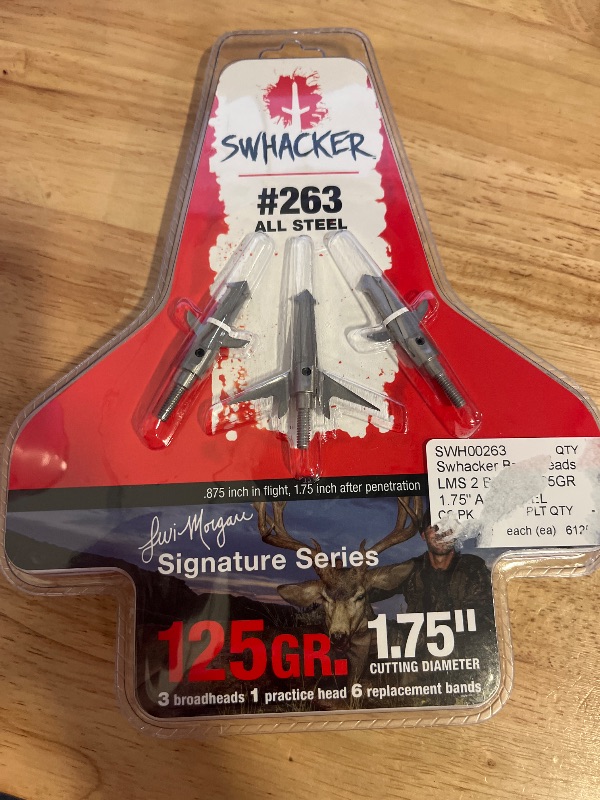 SWHACKER
#263
ALL STEEL
SWH00263 QTY
Swhacker
LMS 2
1.75"
PK PLT QTY
each (ea)
.875 inch in flight, 1.75 inch after penetration
Levi Morgan
Signature Series
125GR. 1.75"
CUTTING DIAMETER
3 broadheads 1 practice head 6 replacement bands